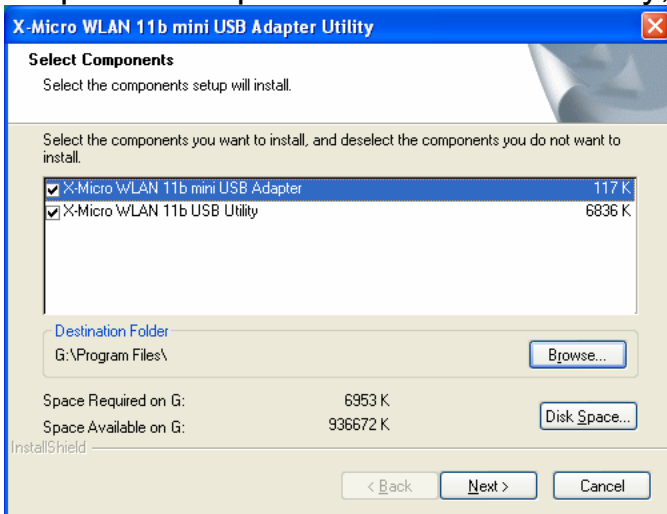 X-Micro WLAN 11b mini USB Adapter Utility
Select Components
Select the components setup will install.
Select the components you want to install, and deselect the components you do not want to
install.
X-Micro WLAN 11b mini USB Adapter 117 K
X-Micro WLAN 11b USB Utility 6836 K
Destination Folder
G:\Program Files\ Browse...
Space Required on G: 6953 K
Space Available on G: 936672 K
Disk Space...
InstallShield
< Back Next > Cancel